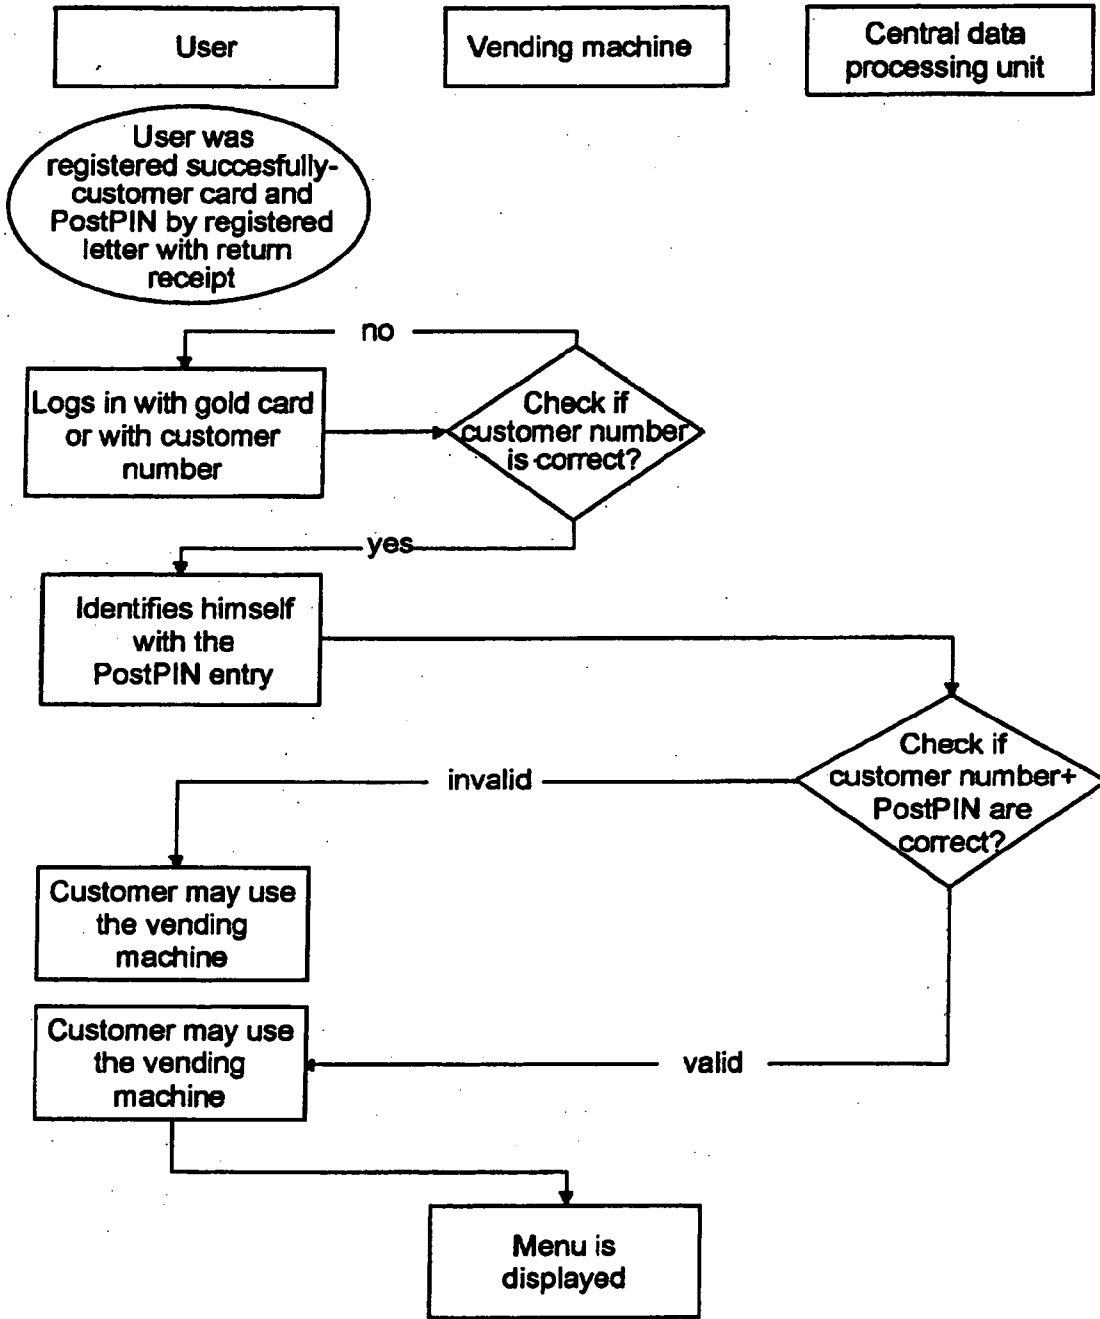 User
Vending machine
Central data
processing unit
User was
registered succesfully-
customer card and
PostPIN by registered
letter with return
receipt
no
Logs in with gold card
or with customer
number
Check if
customer number
is correct?
yes
Identifies himself
with the
PostPIN entry
Check if
customer number+
PostPIN are
correct?
invalid
Customer may use
the vending
machine
Customer may use
the vending
machine
valid
Menu is
displayed